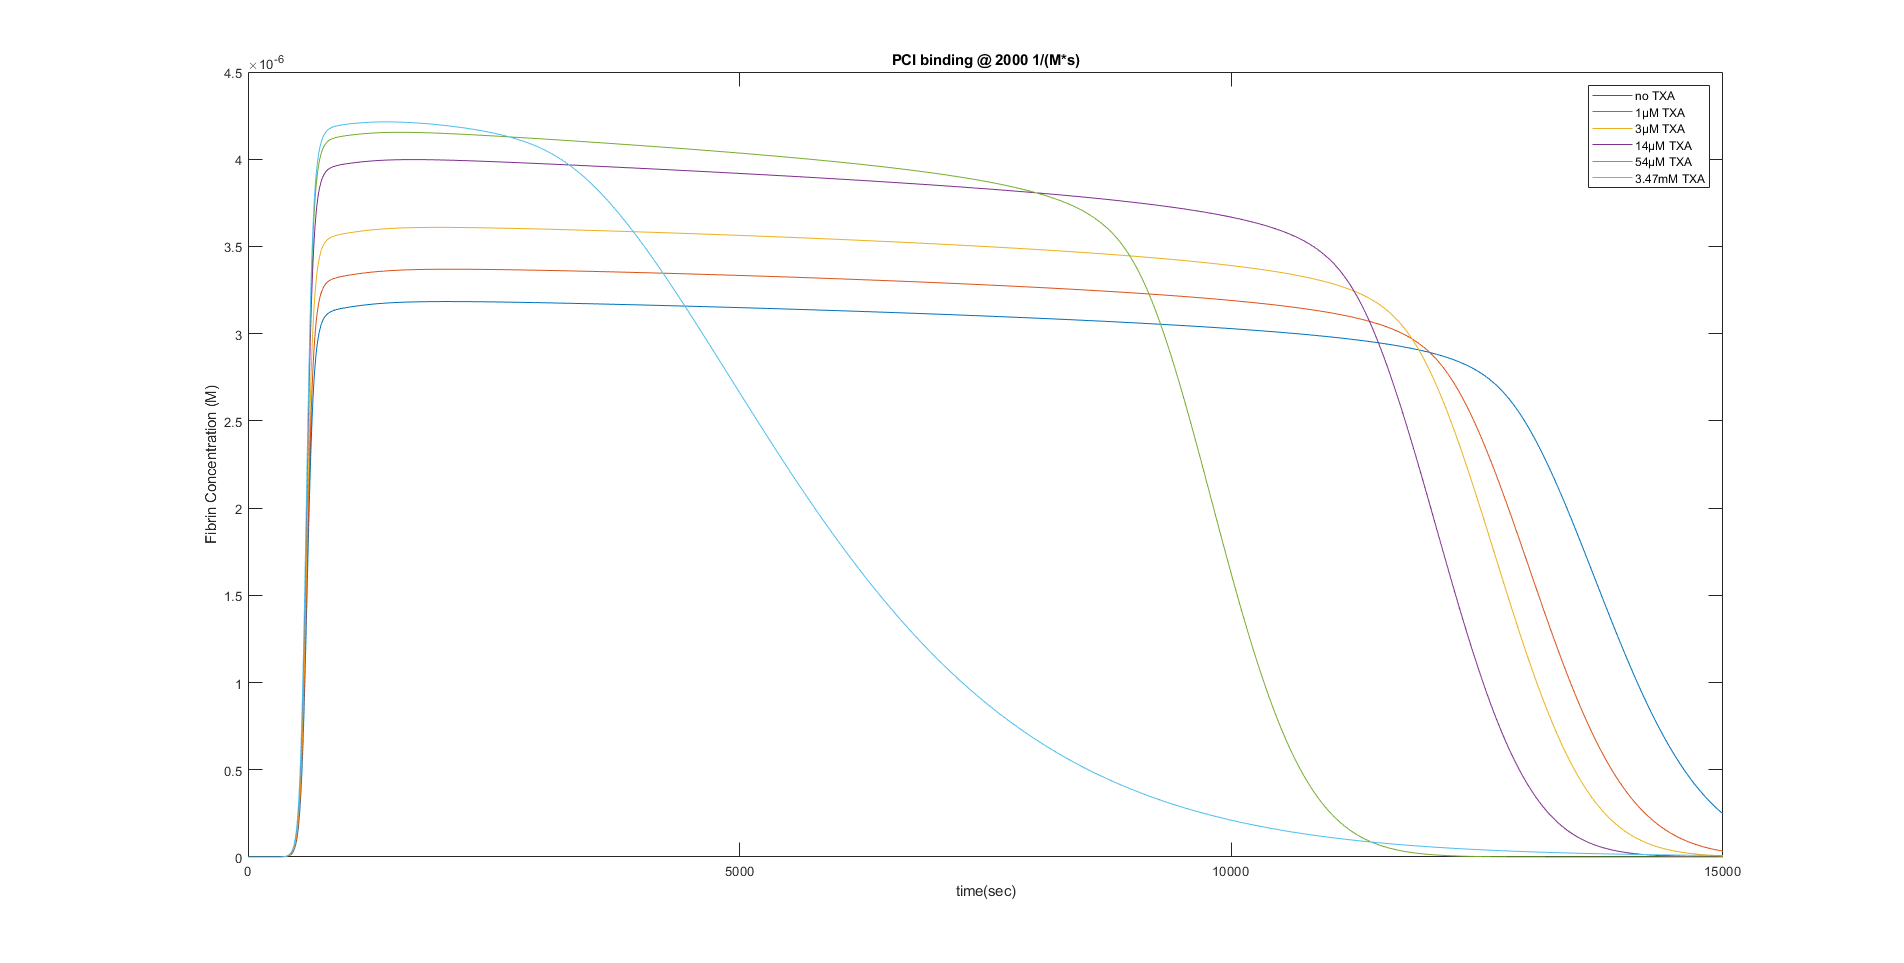 PCI binding @ 2000 1/(M*s)
×10⁻⁶
4.5
4
3.5
3
2.5
2
1.5
1
0.5
0
Fibrin Concentration (M)
no TXA
1µM TXA
3µM TXA
14µM TXA
54µM TXA
3.47mM TXA
0
5000
10000
15000
time(sec)